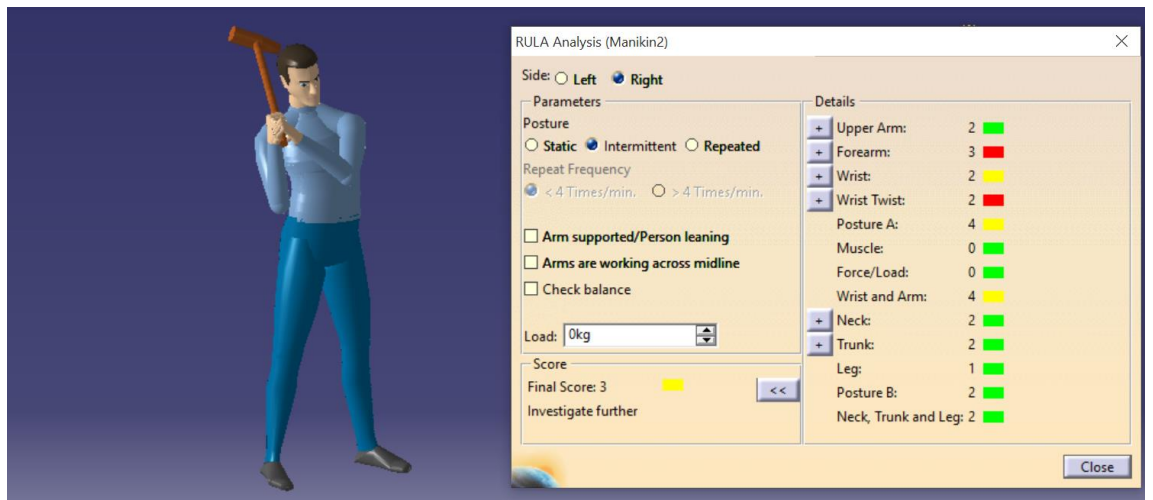 RULA Analysis (Manikin2)
Side: Left Right
Parameters
Posture
Static Intermittent Repeated
Repeat Frequency
< 4 Times/min. > 4 Times/min.
Arm supported/Person leaning
Arms are working across midline
Check balance
Load: 0kg
Score
Final Score: 3
<<
Investigate further
Details
+ Upper Arm: 2
+ Forearm: 3
+ Wrist: 2
+ Wrist Twist: 2
Posture A: 4
Muscle: 0
Force/Load: 0
Wrist and Arm: 4
+ Neck: 2
+ Trunk: 2
Leg: 1
Posture B: 2
Neck, Trunk and Leg: 2
Close